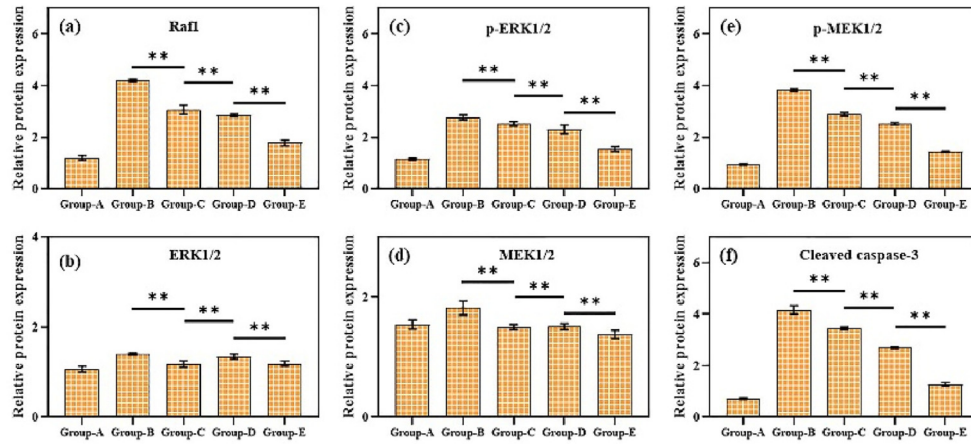 (a) Raf1
Relative protein expression
6
4
2
0
**
**
**
Group-A Group-B Group-C Group-D Group-E
(c) p-ERK1/2
Relative protein expression
6
4
2
0
**
**
**
Group-A Group-B Group-C Group-D Group-E
(e) p-MEK1/2
Relative protein expression
6
4
2
0
**
**
**
Group-A Group-B Group-C Group-D Group-E
(b) ERK1/2
Relative protein expression
4
2
0
**
**
**
Group-A Group-B Group-C Group-D Group-E
(d) MEK1/2
Relative protein expression
2
0
**
**
**
Group-A Group-B Group-C Group-D Group-E
(f) Cleaved caspase-3
Relative protein expression
6
4
2
0
**
**
**
Group-A Group-B Group-C Group-D Group-E